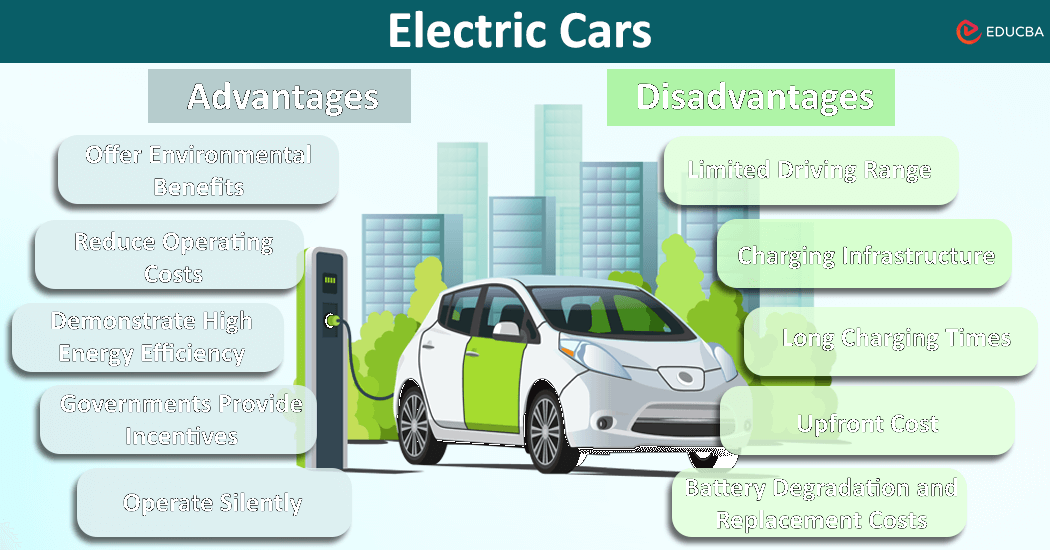 Electric Cars
EDUCBA
Advantages
Offer Environmental
Benefits
Reduce Operating
Costs
Demonstrate High
Energy Efficiency
Governments Provide
Incentives
Operate Silently
Disadvantages
Limited Driving Range
Charging Infrastructure
Long Charging Times
Upfront Cost
Battery Degradation and
Replacement Costs